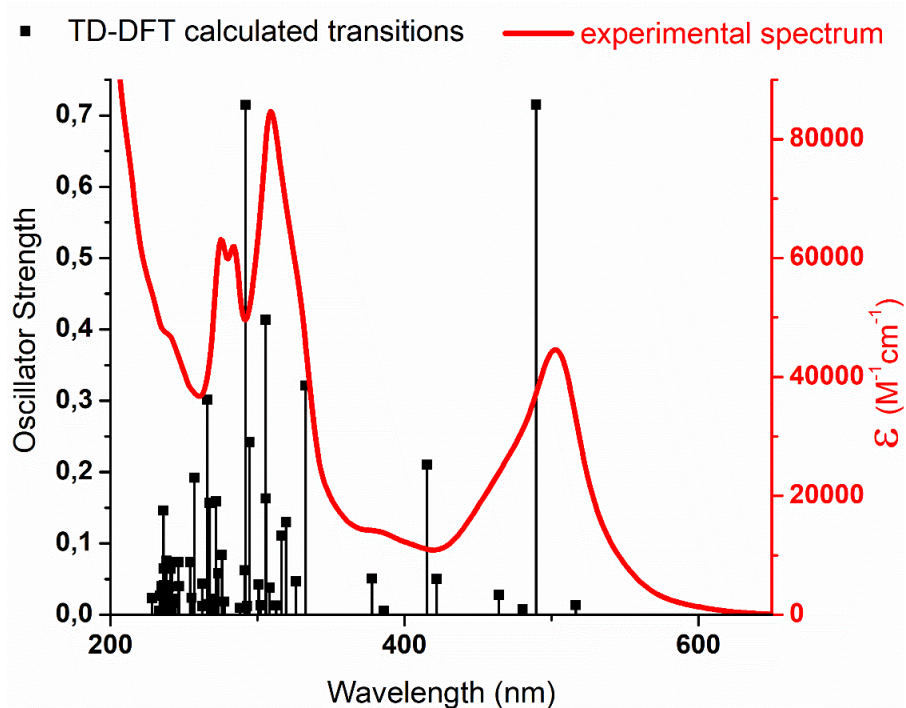 TD-DFT calculated transitions experimental spectrum
0,7
0,6
0,5
0,4
0,3
0,2
0,1
0,0
Oscillator Strength
80000
60000
40000
20000
0
ε (M⁻¹cm⁻¹)
200 400 600
Wavelength (nm)